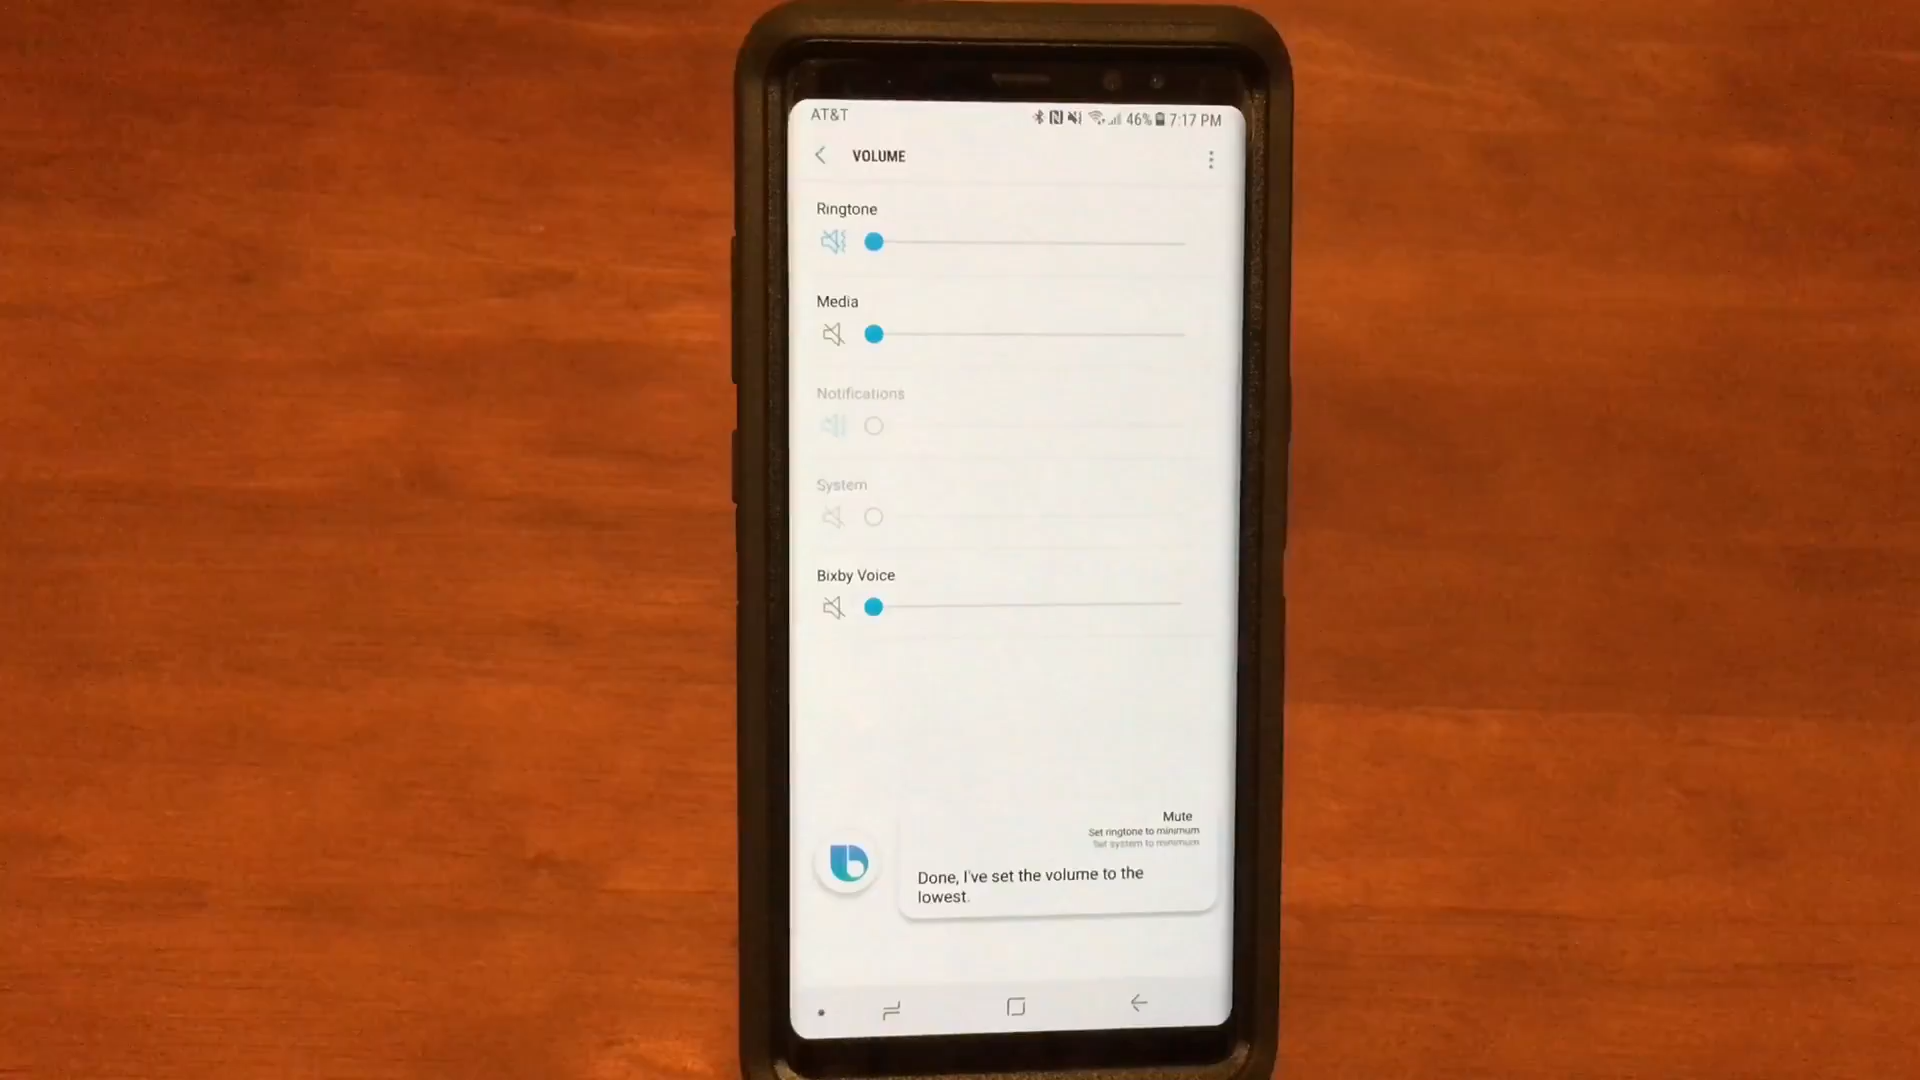 AT&T 46% 7:17 PM
VOLUME
Ringtone
Media
Notifications
System
Bixby Voice
Mute
Set ringtone to minimum
Set system to minimum
Done, I've set the volume to the
lowest.